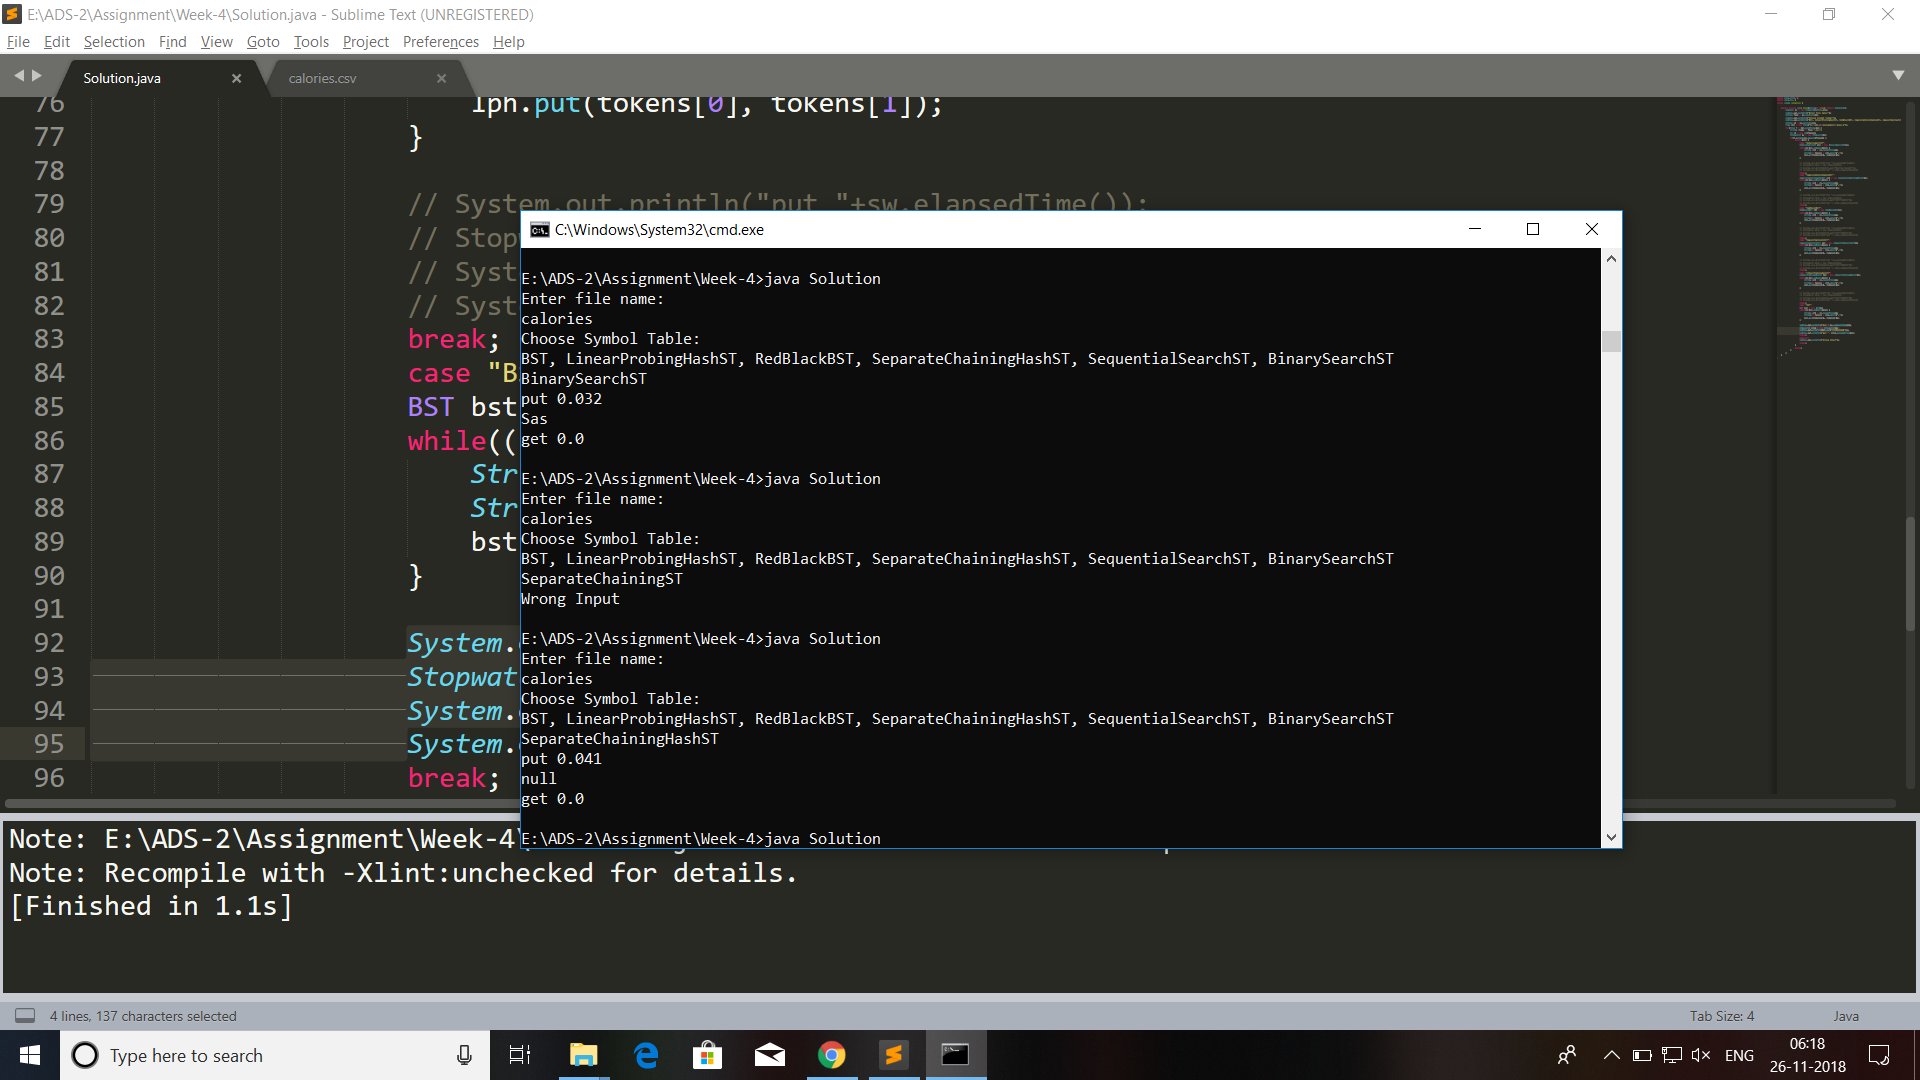 E:\ADS-2\Assignment\Week-4\Solution.java - Sublime Text (UNREGISTERED)
File Edit Selection Find View Goto Tools Project Preferences Help
Solution.java
calories.csv
76 lph.put(tokens[0], tokens[1]);
77 }
78
79 // System.out.println("put "+sw.elapsedTime());
80 // Stop
81 // Syst
82 // Syst
83 break;
84 case "B
85 BST bst
86 while((
87 Str
88 Str
89 bst
90 }
91
92 System.
93 Stopwat
94 System.
95 System.
96 break;
C:\Windows\System32\cmd.exe
E:\ADS-2\Assignment\Week-4>java Solution
Enter file name:
calories
Choose Symbol Table:
BST, LinearProbingHashST, RedBlackBST, SeparateChainingHashST, SequentialSearchST, BinarySearchST
BinarySearchST
put 0.032
Sas
get 0.0
E:\ADS-2\Assignment\Week-4>java Solution
Enter file name:
calories
Choose Symbol Table:
BST, LinearProbingHashST, RedBlackBST, SeparateChainingHashST, SequentialSearchST, BinarySearchST
SeparateChainingST
Wrong Input
E:\ADS-2\Assignment\Week-4>java Solution
Enter file name:
calories
Choose Symbol Table:
BST, LinearProbingHashST, RedBlackBST, SeparateChainingHashST, SequentialSearchST, BinarySearchST
SeparateChainingHashST
put 0.041
null
get 0.0
E:\ADS-2\Assignment\Week-4>java Solution
Note: E:\ADS-2\Assignment\Week-4\
Note: Recompile with -Xlint:unchecked for details.
[Finished in 1.1s]
4 lines, 137 characters selected
Tab Size: 4
Java
Type here to search
ENG
06:18
26-11-2018